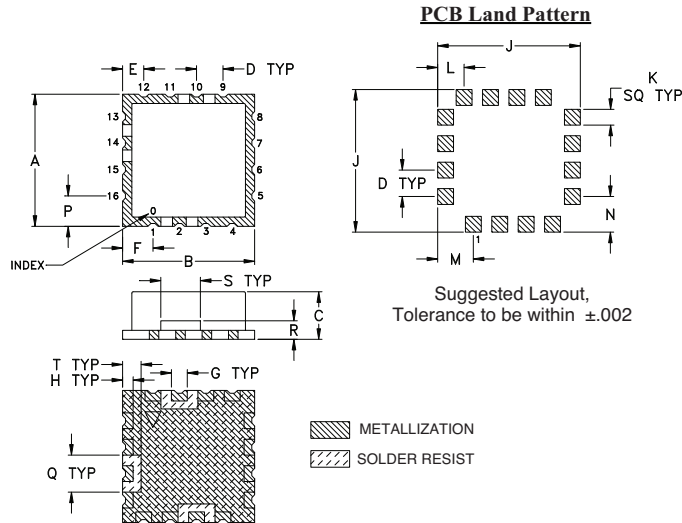 PCB Land Pattern
E
D TYP
12 11 10 9
13
14
15
16
8
7
6
5
A
P
0
1 2 3 4
F
B
INDEX
J
L
K
SQ TYP
J
D TYP
N
1
M
Suggested Layout,
Tolerance to be within ±.002
S TYP
C
R
T TYP
H TYP
G TYP
Q TYP
METALLIZATION
SOLDER RESIST